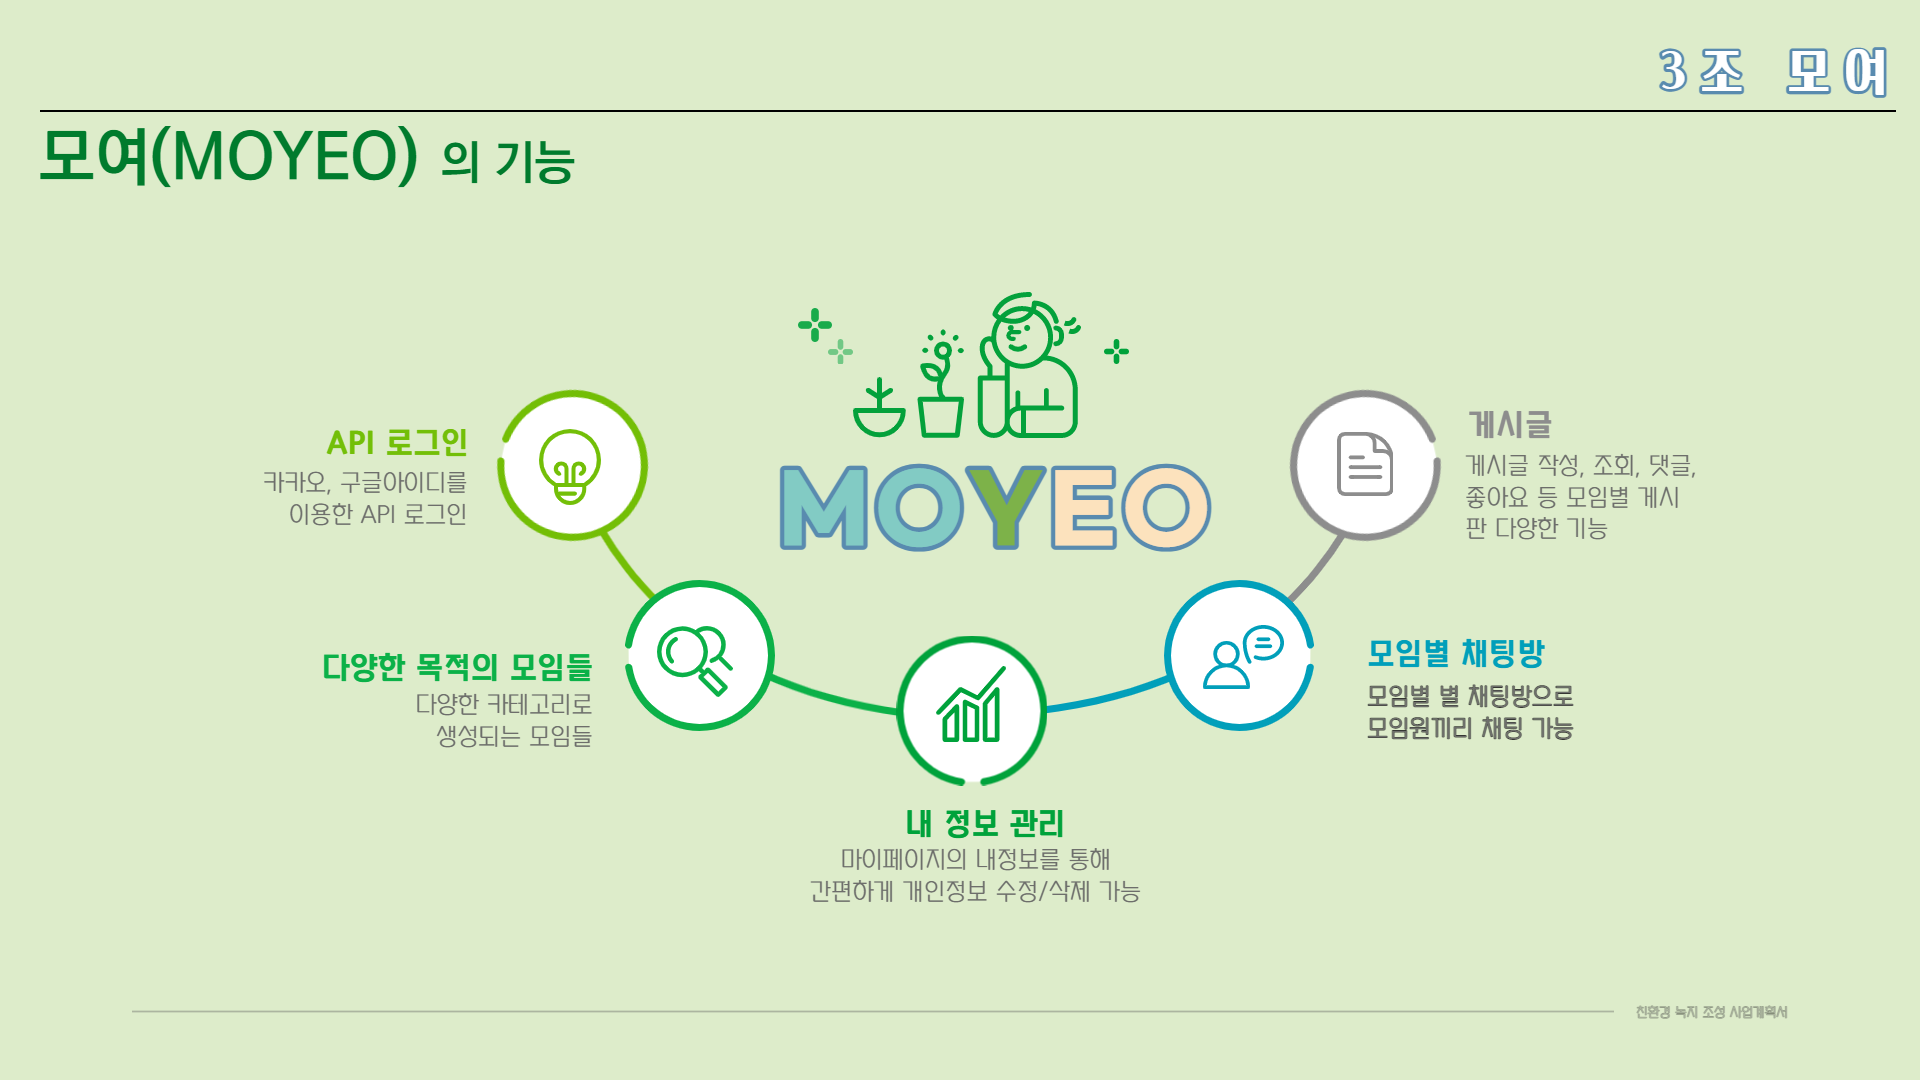 3조 모여
모여(MOYEO) 의 기능
MOYEO
API 로그인
카카오, 구글아이디를
이용한 API 로그인
다양한 목적의 모임들
다양한 카테고리로
생성되는 모임들
내 정보 관리
마이페이지의 내정보를 통해
간편하게 개인정보 수정/삭제 가능
모임별 채팅방
모임별 별 채팅방으로
모임원끼리 채팅 가능
게시글
게시글 작성, 조회, 댓글,
좋아요 등 모임별 게시
판 다양한 기능
친환경 녹지 조성 사업계획서